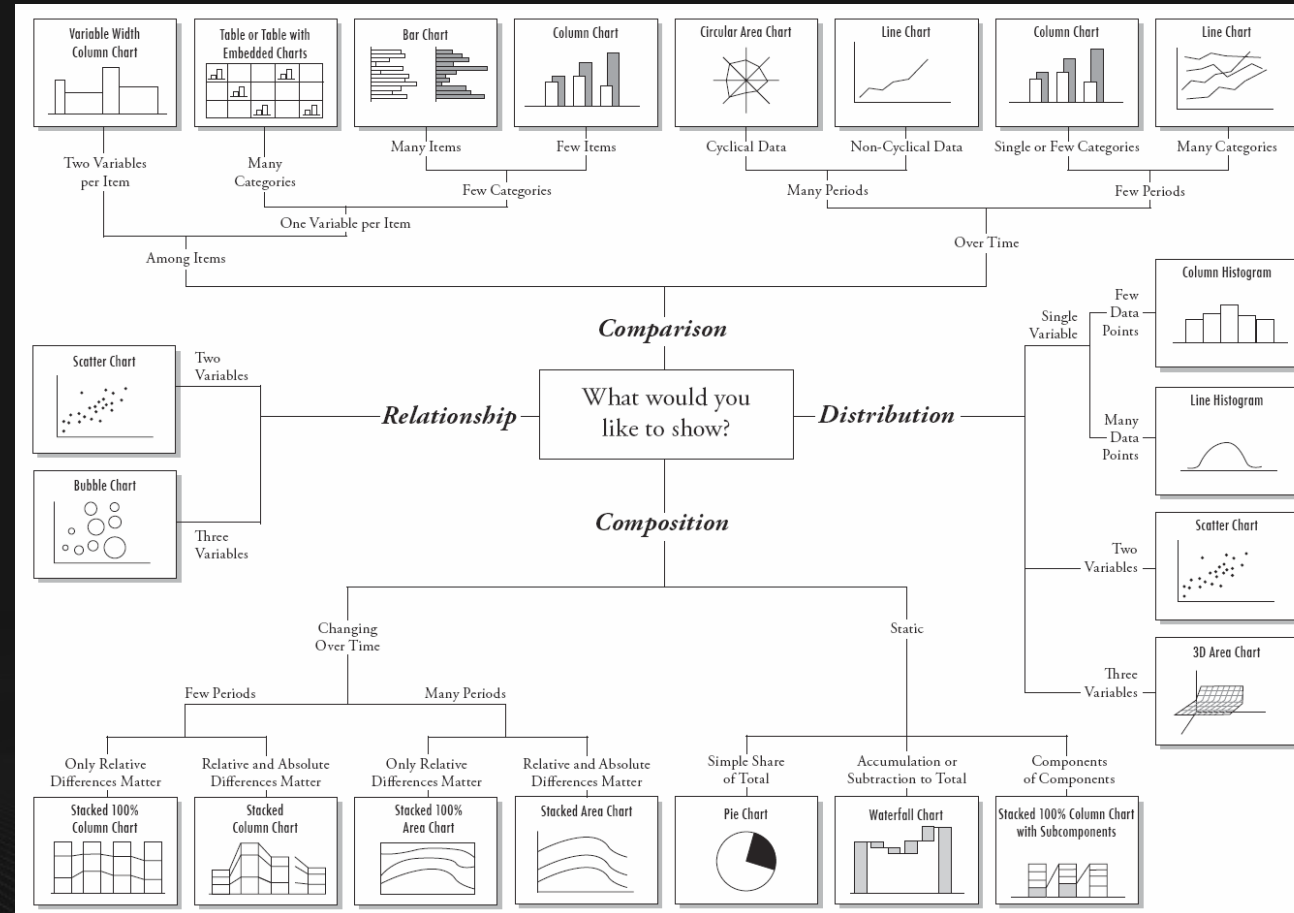 Variable Width
Column Chart
Table or Table with
Embedded Charts
Bar Chart
Column Chart
Circular Area Chart
Line Chart
Column Chart
Line Chart
Two Variables
per Item
Many
Categories
Many Items
Few Items
Cyclical Data
Non-Cyclical Data
Single or Few Categories
Many Categories
Few Categories
Many Periods
Few Periods
One Variable per Item
Among Items
Over Time
Comparison
What would you
like to show?
Relationship
Two
Variables
Scatter Chart
Three
Variables
Bubble Chart
Distribution
Single
Variable
Few
Data
Points
Column Histogram
Many
Data
Points
Line Histogram
Two
Variables
Scatter Chart
Three
Variables
3D Area Chart
Composition
Changing
Over Time
Static
Few Periods
Many Periods
Only Relative
Differences Matter
Relative and Absolute
Differences Matter
Only Relative
Differences Matter
Relative and Absolute
Differences Matter
Simple Share
of Total
Accumulation or
Subtraction to Total
Components
of Components
Stacked 100%
Column Chart
Stacked
Column Chart
Stacked 100%
Area Chart
Stacked Area Chart
Pie Chart
Waterfall Chart
Stacked 100% Column Chart
with Subcomponents